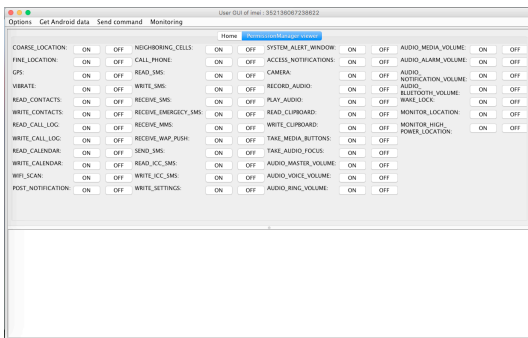 User GUI of imei : 352136067238622
Options Get Android data Send command Monitoring
Home PermissionManager viewer
COARSE_LOCATION: ON OFF NEIGHBORING_CELLS: ON OFF SYSTEM_ALERT_WINDOW: ON OFF AUDIO_MEDIA_VOLUME: ON OFF
FINE_LOCATION: ON OFF CALL_PHONE: ON OFF ACCESS_NOTIFICATIONS: ON OFF AUDIO_ALARM_VOLUME: ON OFF
GPS: ON OFF READ_SMS: ON OFF CAMERA: ON OFF AUDIO_
NOTIFICATION_VOLUME: ON OFF
VIBRATE: ON OFF WRITE_SMS: ON OFF RECORD_AUDIO: ON OFF AUDIO_
BLUETOOTH_VOLUME: ON OFF
READ_CONTACTS: ON OFF RECEIVE_SMS: ON OFF PLAY_AUDIO: ON OFF WAKE_LOCK: ON OFF
WRITE_CONTACTS: ON OFF RECEIVE_EMERGECY_SMS: ON OFF READ_CLIPBOARD: ON OFF MONITOR_LOCATION: ON OFF
READ_CALL_LOG: ON OFF RECEIVE_MMS: ON OFF WRITE_CLIPBOARD: ON OFF MONITOR_HIGH_
POWER_LOCATION: ON OFF
WRITE_CALL_LOG: ON OFF RECEIVE_WAP_PUSH: ON OFF TAKE_MEDIA_BUTTONS: ON OFF
READ_CALENDAR: ON OFF SEND_SMS: ON OFF TAKE_AUDIO_FOCUS: ON OFF
WRITE_CALENDAR: ON OFF READ_ICC_SMS: ON OFF AUDIO_MASTER_VOLUME: ON OFF
WIFI_SCAN: ON OFF WRITE_ICC_SMS: ON OFF AUDIO_VOICE_VOLUME: ON OFF
POST_NOTIFICATION: ON OFF WRITE_SETTINGS: ON OFF AUDIO_RING_VOLUME: ON OFF